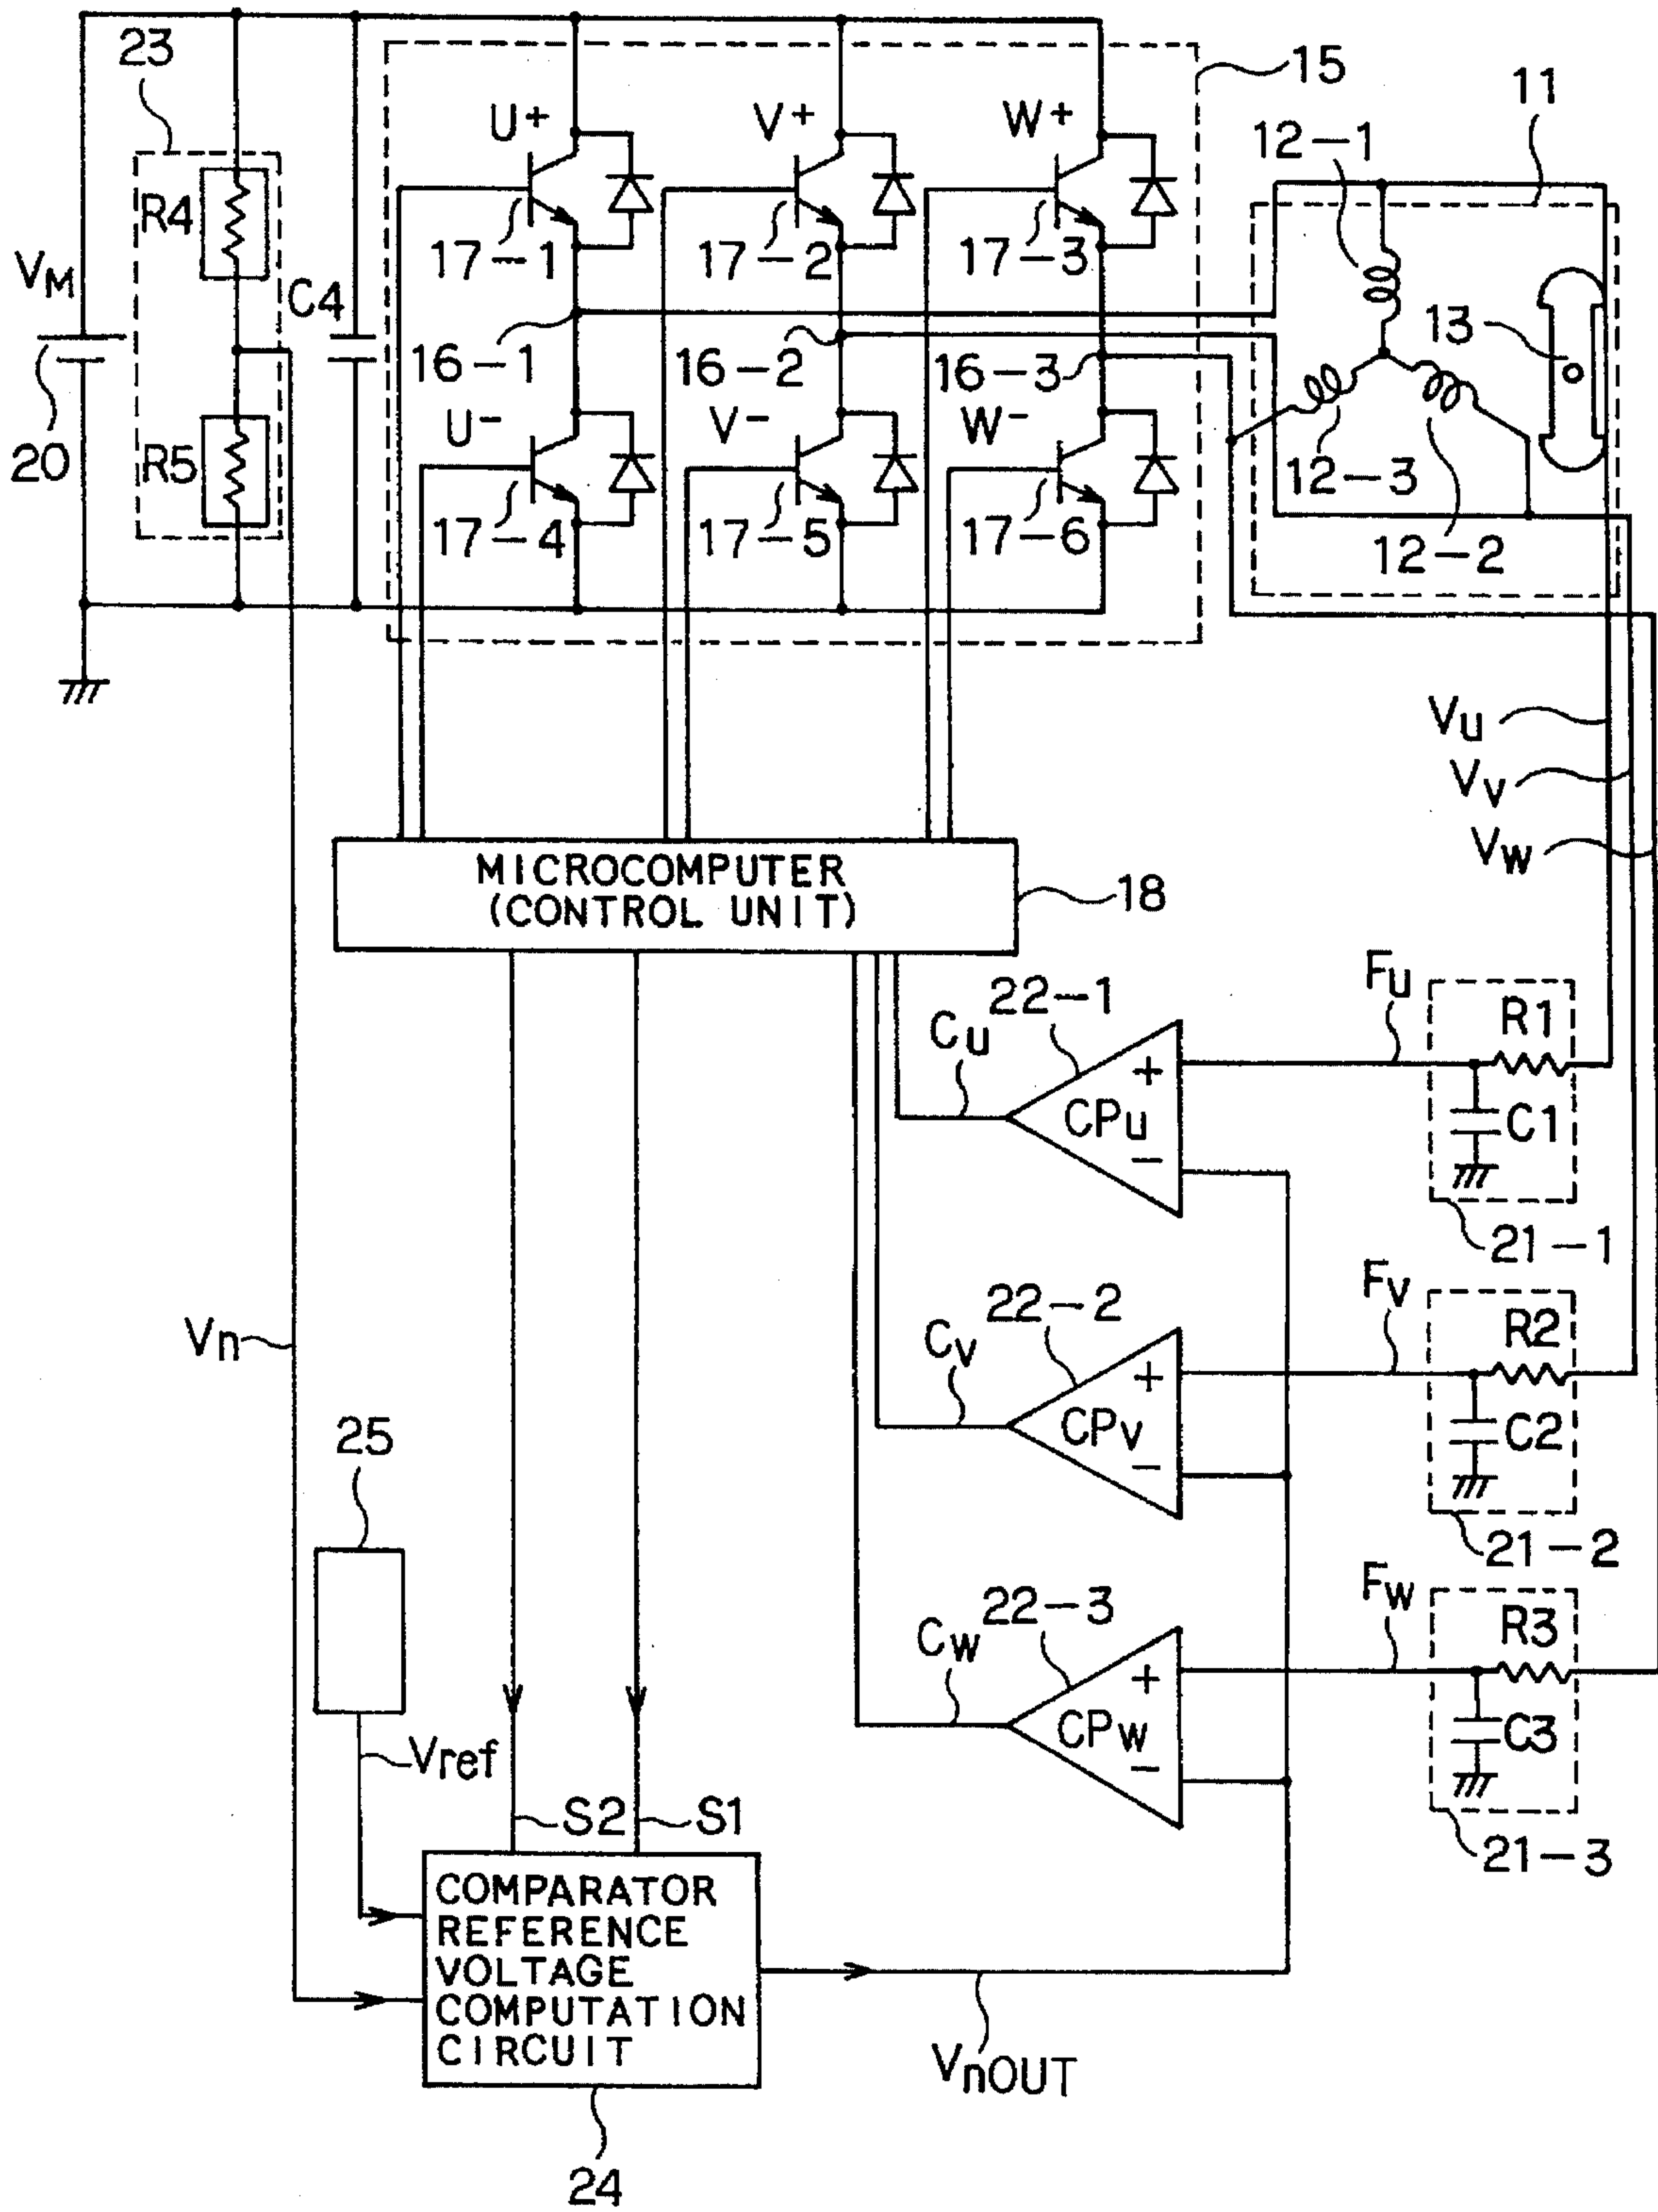 23
15
11
U+
V+
W+
12-1
R4
17-1
17-2
17-3
VM
C4
13
16-1
16-2
16-3
U-
V-
W-
20
R5
12-3
17-4
17-5
17-6
12-2
Vu
Vv
Vw
MICROCOMPUTER
(CONTROL UNIT)
18
22-1
Fu
R1
Cu
+
CPu
-
C1
21-1
22-2
Fv
R2
Vn
Cv
+
CPv
-
C2
25
21-2
22-3
Fw
R3
Cw
+
CPw
-
C3
Vref
S2
S1
21-3
COMPARATOR
REFERENCE
VOLTAGE
COMPUTATION
CIRCUIT
VnOUT
24